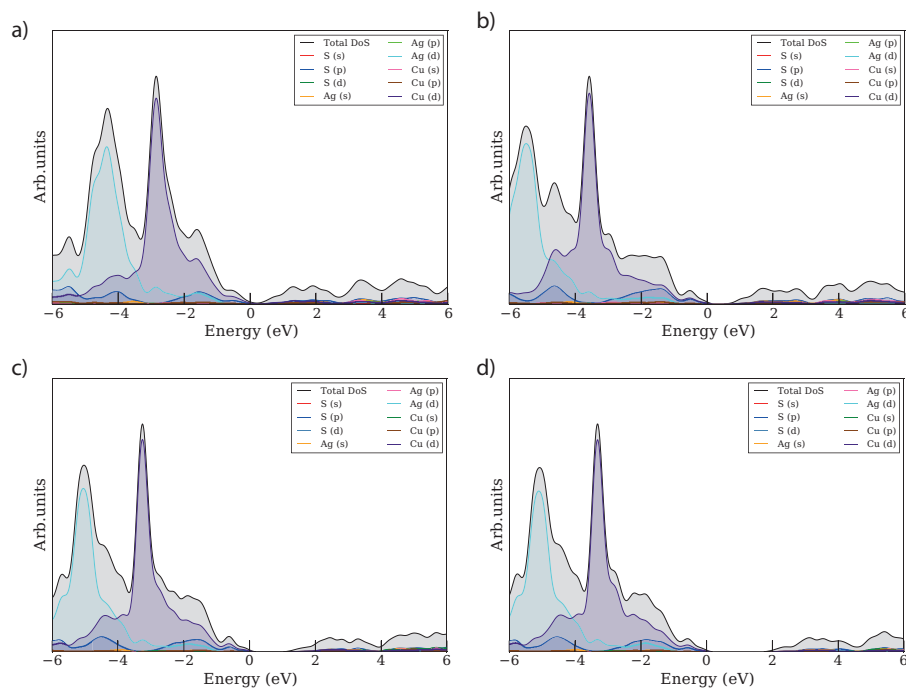 a)
Total DoS
S (s)
S (p)
S (d)
Ag (s)
Ag (p)
Ag (d)
Cu (s)
Cu (p)
Cu (d)
Arb.units
−6 −4 −2 0 2 4 6
Energy (eV)
b)
Total DoS
S (s)
S (p)
S (d)
Ag (s)
Ag (p)
Ag (d)
Cu (s)
Cu (p)
Cu (d)
Arb.units
−6 −4 −2 0 2 4 6
Energy (eV)
c)
Total DoS
S (s)
S (p)
S (d)
Ag (s)
Ag (p)
Ag (d)
Cu (s)
Cu (p)
Cu (d)
Arb.units
−6 −4 −2 0 2 4 6
Energy (eV)
d)
Total DoS
S (s)
S (p)
S (d)
Ag (s)
Ag (p)
Ag (d)
Cu (s)
Cu (p)
Cu (d)
Arb.units
−6 −4 −2 0 2 4 6
Energy (eV)